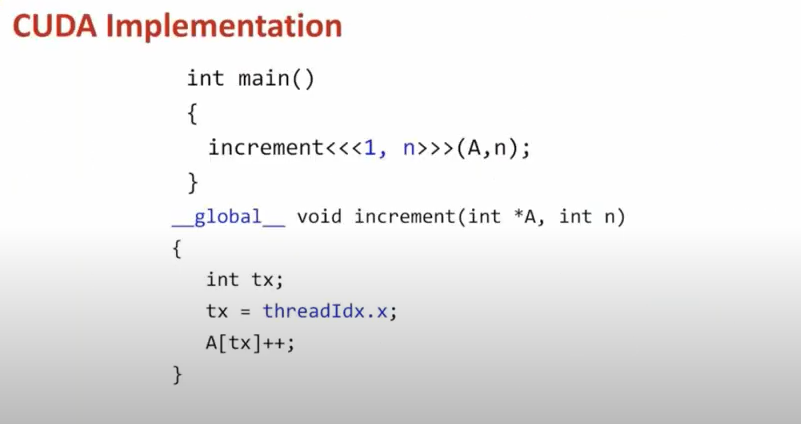 CUDA Implementation
int main()
{
increment<<<1, n>>>(A,n);
}
__global__ void increment(int *A, int n)
{
int tx;
tx = threadIdx.x;
A[tx]++;
}